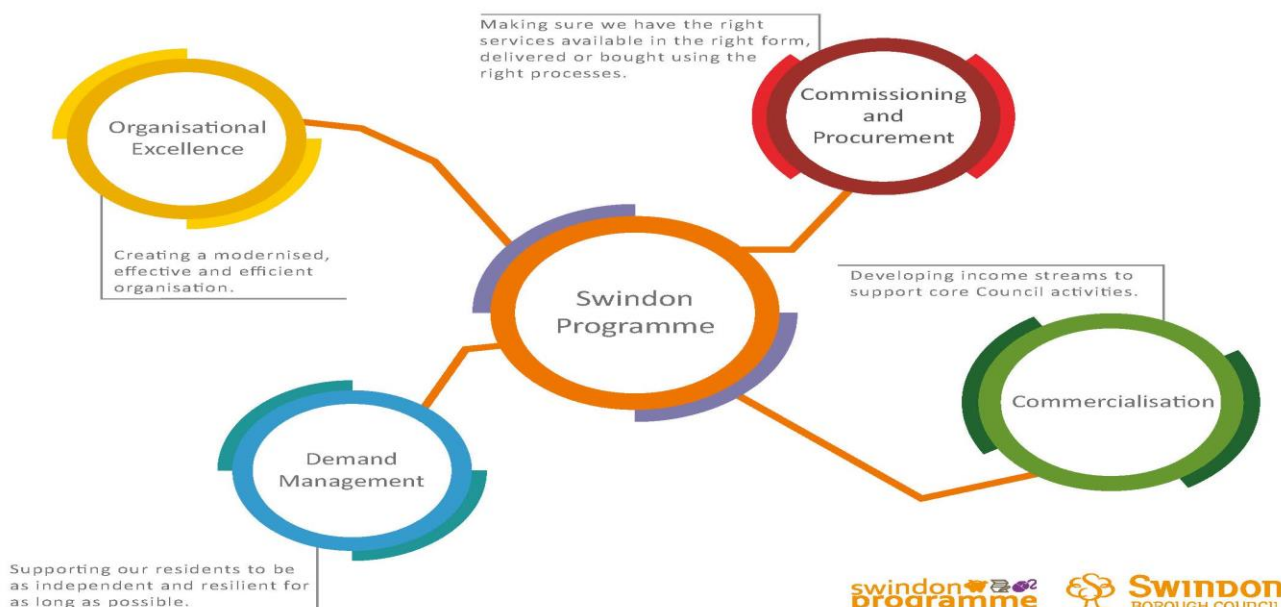 Making sure we have the right
services available in the right form,
delivered or bought using the
right processes.
Commissioning
and
Procurement
Organisational
Excellence
Creating a modernised,
effective and efficient
organisation.
Swindon
Programme
Developing income streams to
support core Council activities.
Commercialisation
Demand
Management
Supporting our residents to be
as independent and resilient for
as long as possible.
swindon
programme
SWINDON
BOROUGH COUNCIL